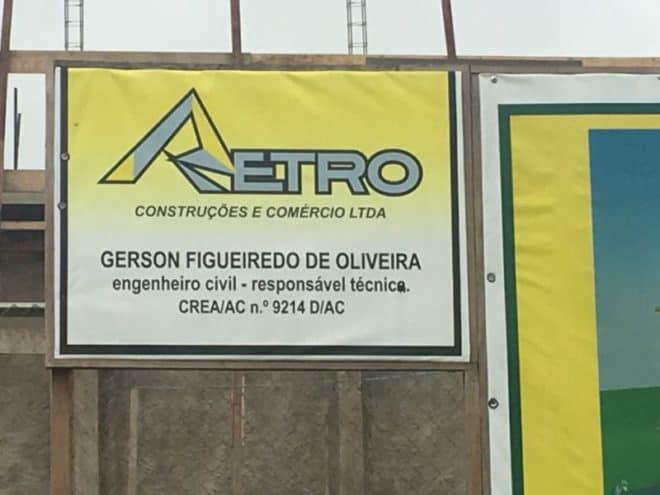 AETRO
CONSTRUÇÕES E COMÉRCIO LTDA
GERSON FIGUEIREDO DE OLIVEIRA
engenheiro civil - responsável técnico.
CREA/AC n.º 9214 D/AC